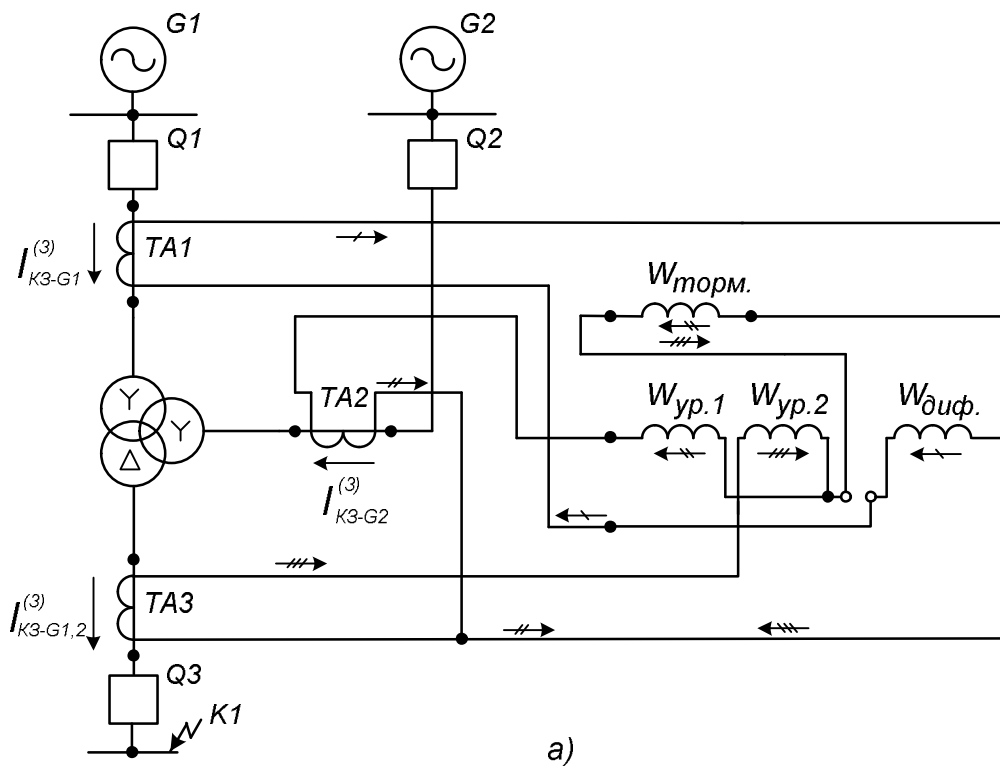 G1
G2
Q1
Q2
TA1
I (3) КЗ-G1
Wторм.
TA2
Wур.1
Wур.2
Wдиф.
I (3) КЗ-G2
I (3) КЗ-G1,2
TA3
Q3
K1
а)